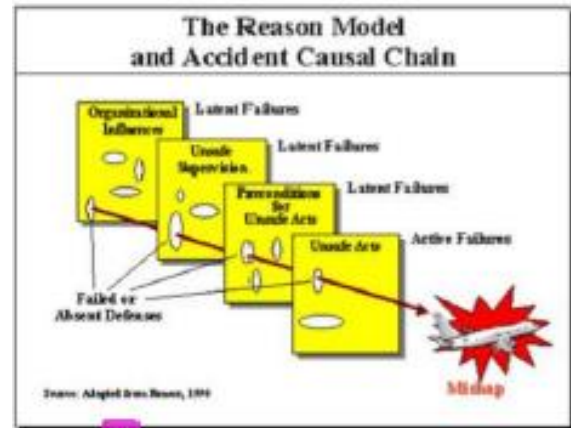 The Reason Model
and Accident Causal Chain
Organizational
Influences
Latent Failures
Unsafe
Supervision
Latent Failures
Preconditions
for
Unsafe Acts
Latent Failures
Unsafe Acts
Active Failures
Failed or
Absent Defenses
Mishap
Source: Adapted from Reason, 1990